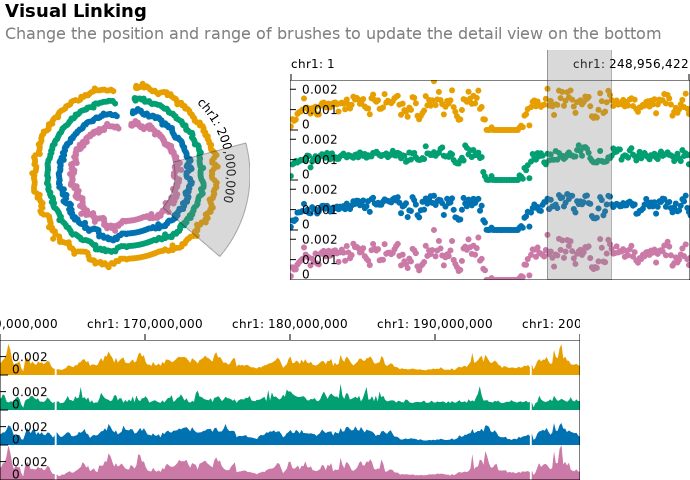 Visual Linking
Change the position and range of brushes to update the detail view on the bottom
chr1: 1
chr1: 248,956,422
chr1: 200,000,000
0.002
0.001
0
0.002
0.001
0
0.002
0.001
0
0.002
0.001
0
0,000,000
chr1: 170,000,000
chr1: 180,000,000
chr1: 190,000,000
chr1: 200
0.002
0
0.002
0
0.002
0
0.002
0